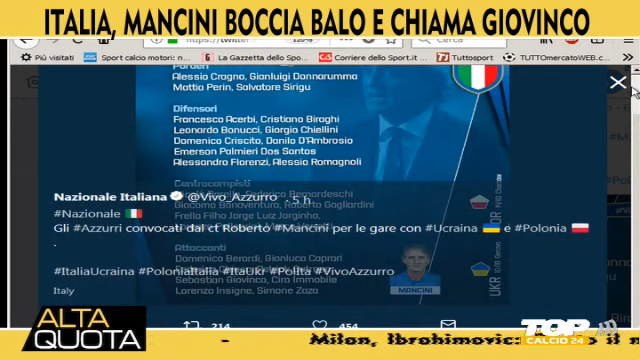 ITALIA, MANCINI BOCCIA BALO E CHIAMA GIOVINCO
Più visitati
Sport calcio motori: n...
La Gazzetta dello Spo...
Corriere dello Sport.it ...
Tuttosport
TUTTOmercatoWEB.c...
Alessio Cragno, Gianluigi Donnarumma
Mattia Perin, Salvatore Sirigu
Difensori
Francesco Acerbi, Cristiano Biraghi
Leonardo Bonucci, Giorgio Chiellini
Domenico Criscito, Danilo D'Ambrosio
Emerson Palmieri Dos Santos
Alessandro Florenzi, Alessio Romagnoli
Centrocampisti
Federico Bernardeschi
Giacomo Bonaventura, Roberto Gagliardini
Frello Filho Jorge Luiz Jorginho,
Nazionale Italiana @Vivo_Azzurro · 5 h
#Nazionale
Gli #Azzurri convocati dal ct Roberto #Mancini per le gare con #Ucraina e #Polonia
.
Attaccanti
Domenico Berardi, Gianluca Caprari
#ItaliaUcraina #PoloniaItalia #ItaUkr #PolIta #VivoAzzurro
Sebastian Giovinco, Ciro Immobile
Lorenzo Insigne, Simone Zaza
Italy
MANCINI
UKR
214
454
ALTA
QUOTA
Milan, Ibrahimovic:
TOP
CALCIO 24